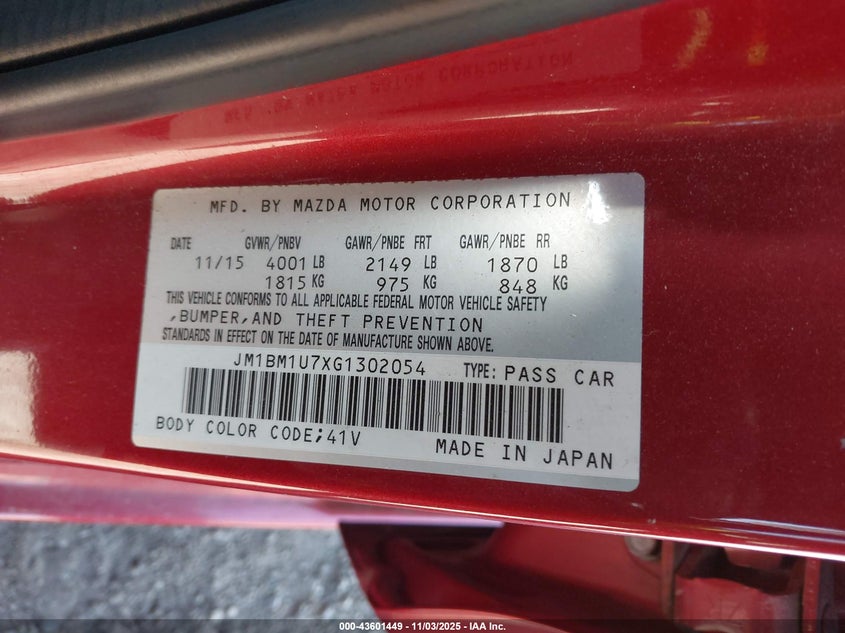 MFD. BY MAZDA MOTOR CORPORATION
DATE GVWR/PNBV GAWR/PNBE FRT GAWR/PNBE RR
11/15 4001 LB 2149 LB 1870 LB
1815 KG 975 KG 848 KG
THIS VEHICLE CONFORMS TO ALL APPLICABLE FEDERAL MOTOR VEHICLE SAFETY
,BUMPER,AND THEFT PREVENTION
STANDARDS IN EFFECT ON THE DATE OF MANUFACTURE SHOWN ABOVE.
JM1BM1U7XG1302054 TYPE: PASS CAR
BODY COLOR CODE;41V
MADE IN JAPAN
000-43601449 - 11/03/2025 - IAA Inc.